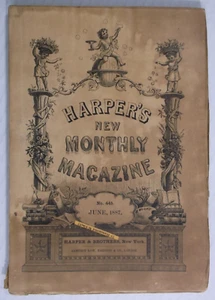 HARPER'S
NEW
MONTHLY
MAGAZINE
JUNE, 1887.
HARPER & BROTHERS, New York.